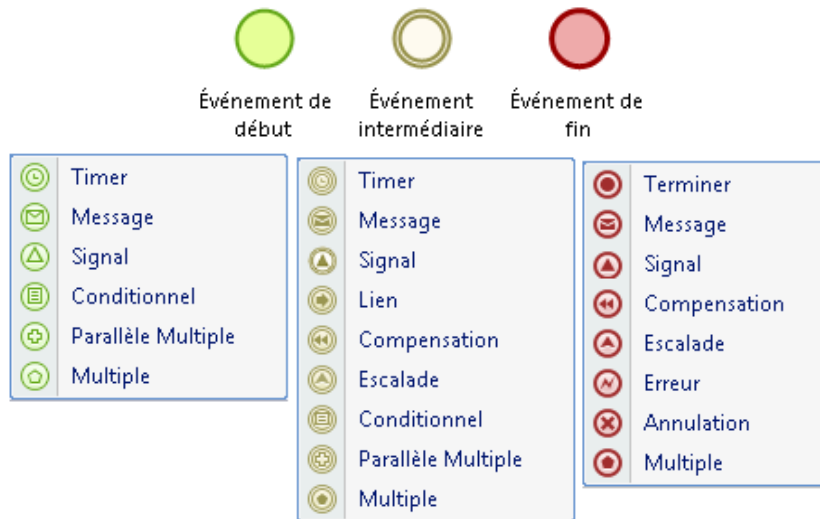 Événement de
début
Événement
intermédiaire
Événement de
fin
Timer
Message
Signal
Conditionnel
Parallèle Multiple
Multiple
Timer
Message
Signal
Lien
Compensation
Escalade
Conditionnel
Parallèle Multiple
Multiple
Terminer
Message
Signal
Compensation
Escalade
Erreur
Annulation
Multiple